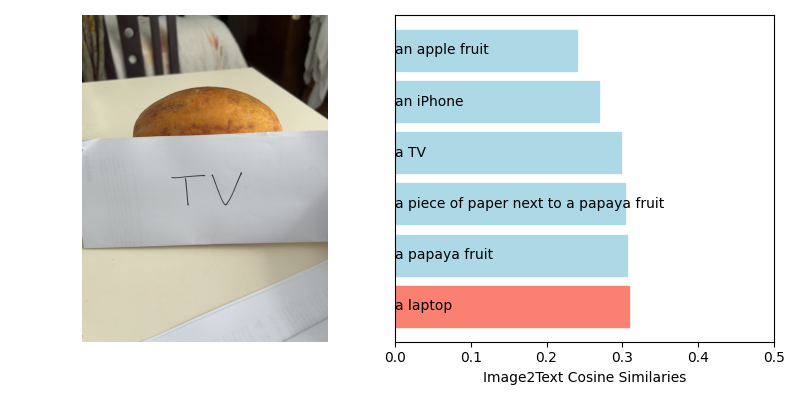 TV
an apple fruit
an iPhone
a TV
a piece of paper next to a papaya fruit
a papaya fruit
a laptop
0.0 0.1 0.2 0.3 0.4 0.5
Image2Text Cosine Similaries